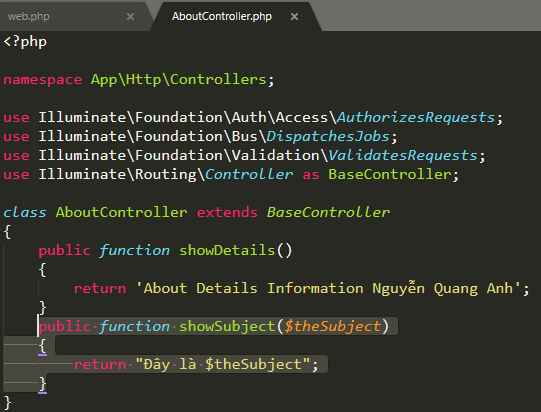 web.php × AboutController.php ×
<?php
namespace App\Http\Controllers;
use Illuminate\Foundation\Auth\Access\AuthorizesRequests;
use Illuminate\Foundation\Bus\DispatchesJobs;
use Illuminate\Foundation\Validation\ValidatesRequests;
use Illuminate\Routing\Controller as BaseController;
class AboutController extends BaseController
{
    public function showDetails()
    {
        return 'About Details Information Nguyễn Quang Anh';
    }
    public function showSubject($theSubject)
    {
        return "Đây là $theSubject";
    }
}